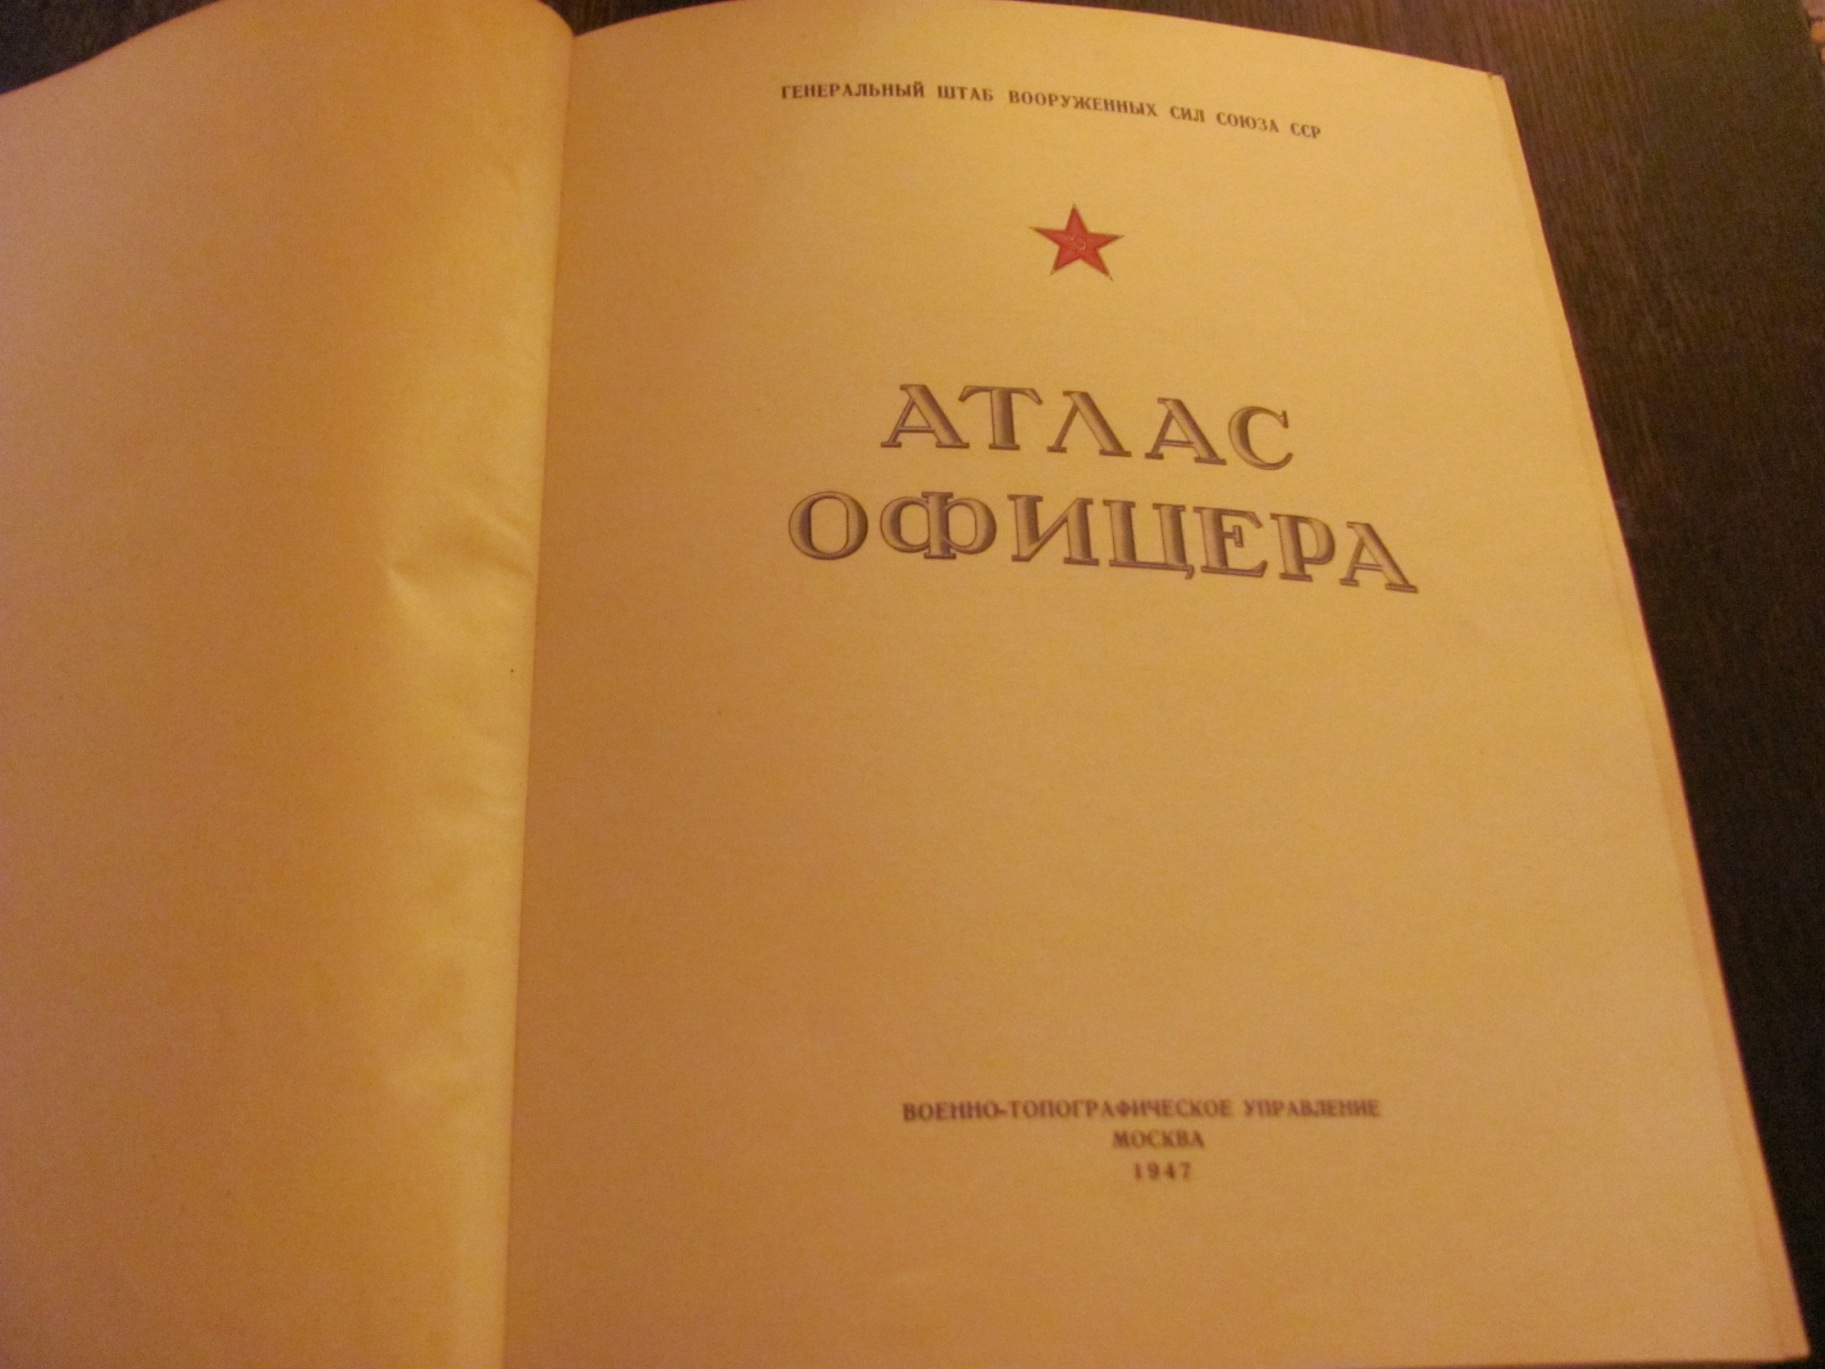 ГЕНЕРАЛЬНЫЙ ШТАБ ВООРУЖЕННЫХ СИЛ СОЮЗА ССР
АТЛАС
ОФИЦЕРА
ВОЕННО-ТОПОГРАФИЧЕСКОЕ УПРАВЛЕНИЕ
МОСКВА
1947